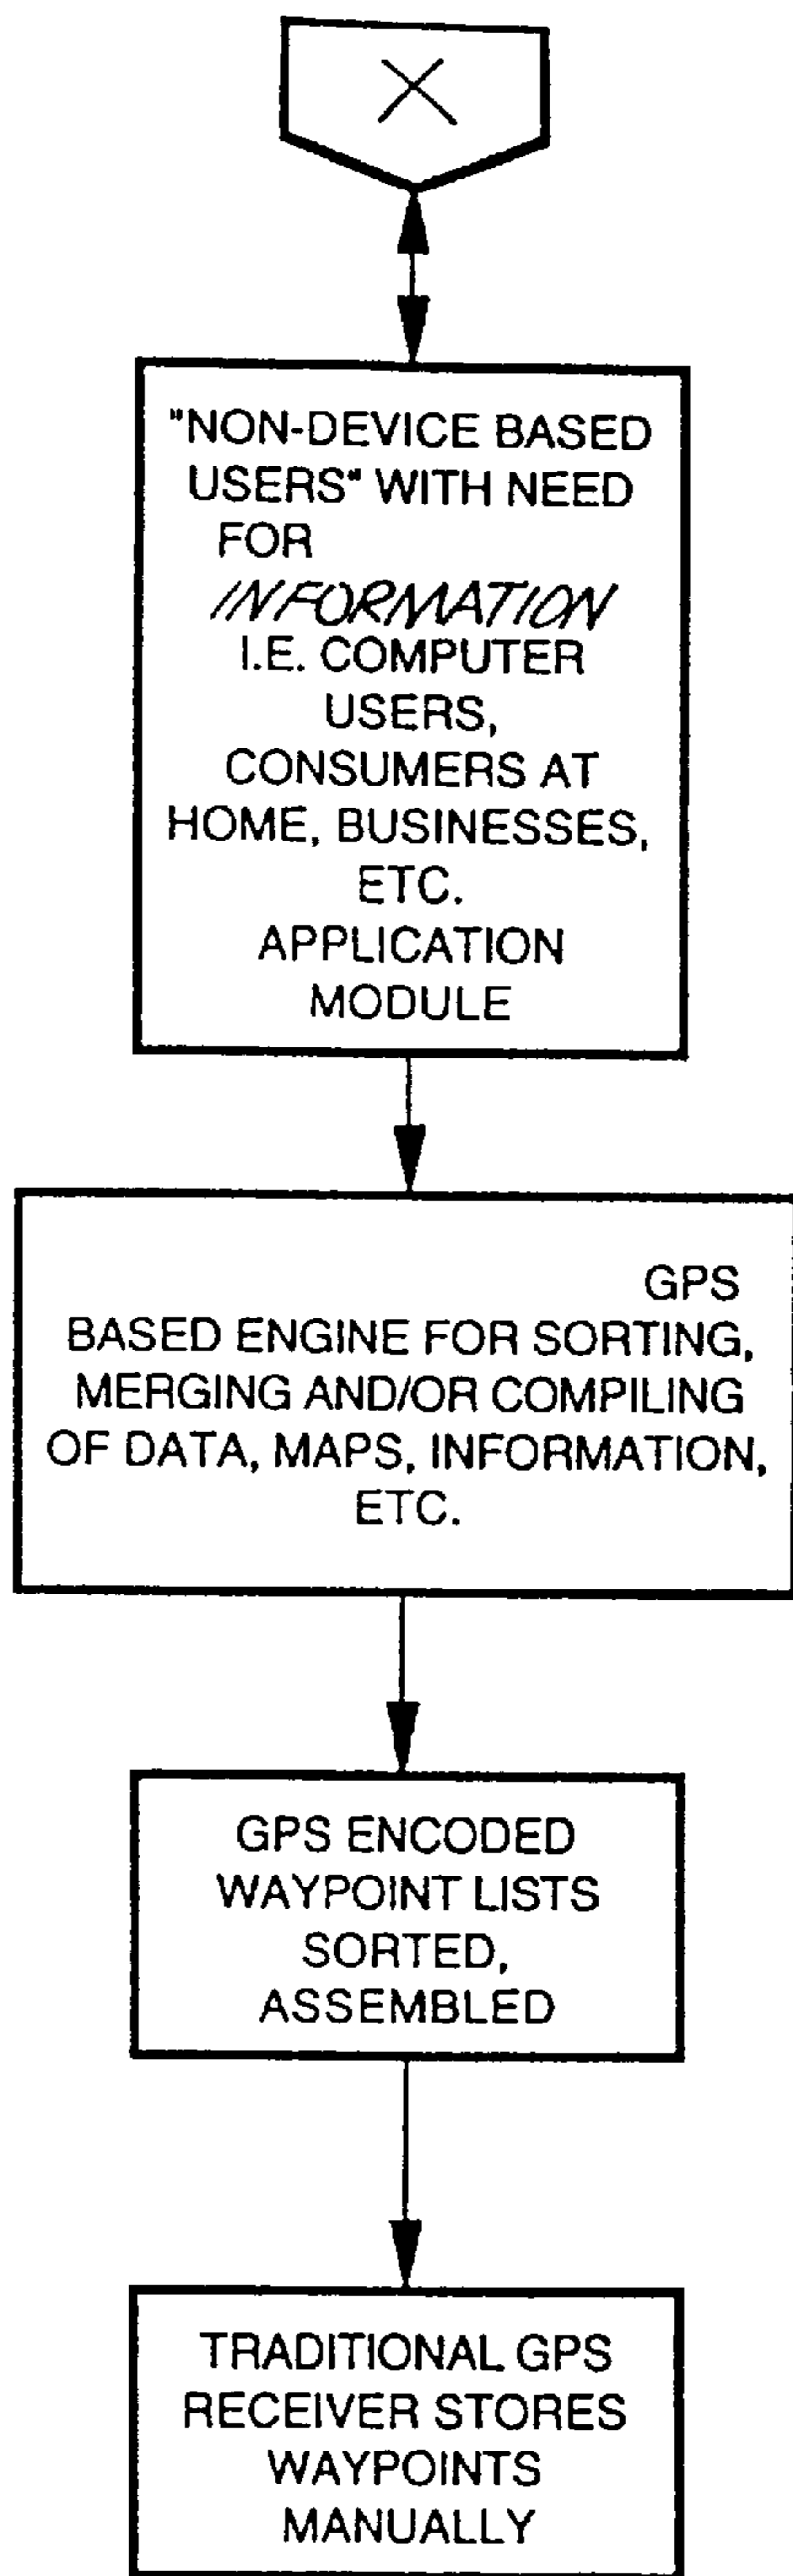 X
"NON-DEVICE BASED
USERS" WITH NEED
FOR
INFORMATION
I.E. COMPUTER
USERS,
CONSUMERS AT
HOME, BUSINESSES,
ETC.
APPLICATION
MODULE
GPS
BASED ENGINE FOR SORTING,
MERGING AND/OR COMPILING
OF DATA, MAPS, INFORMATION,
ETC.
GPS ENCODED
WAYPOINT LISTS
SORTED,
ASSEMBLED
TRADITIONAL GPS
RECEIVER STORES
WAYPOINTS
MANUALLY